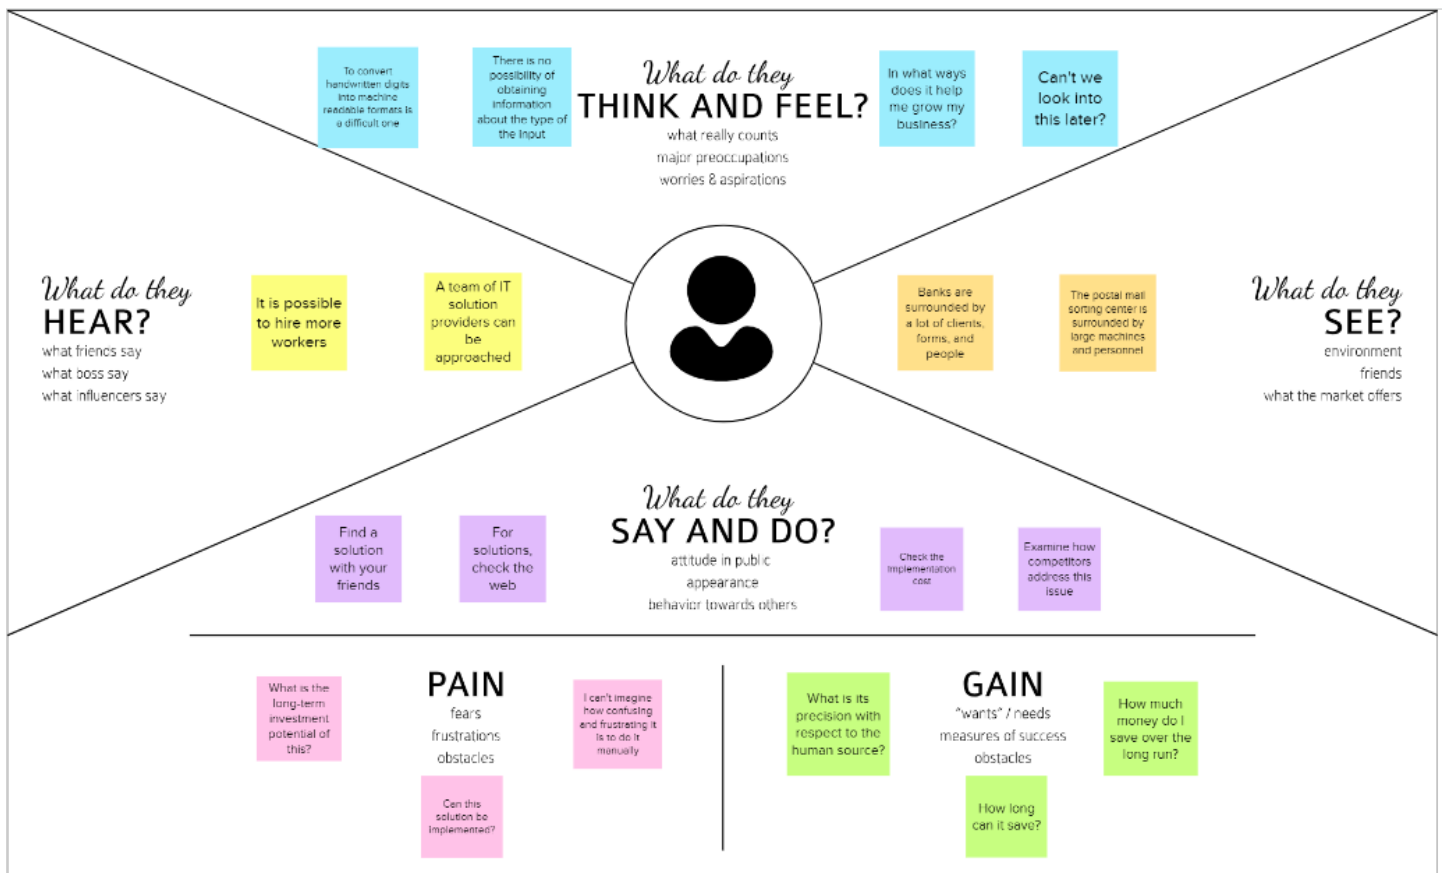 To convert
handwritten digits
into machine
readable formats is
a difficult one
There is no
possibility of
obtaining
information
about the type of
the input
What do they
THINK AND FEEL?
what really counts
major preoccupations
worries & aspirations
In what ways
does it help
me grow my
business?
Can't we
look into
this later?
What do they
HEAR?
what friends say
what boss say
what influencers say
It is possible
to hire more
workers
A team of IT
solution
providers can
be
approached
Banks are
surrounded by
a lot of clients,
forms, and
people
The postal mail
sorting center is
surrounded by
large machines
and personnel
What do they
SEE?
environment
friends
what the market offers
Find a
solution
with your
friends
For
solutions,
check the
web
What do they
SAY AND DO?
attitude in public
appearance
behavior towards others
Check the
implementation
cost
Examine how
competitors
address this
issue
What is the
long-term
investment
potential of
this?
PAIN
fears
frustrations
obstacles
I can't imagine
how confusing
and frustrating it
is to do it
manually
Can this
solution be
implemented?
What is its
precision with
respect to the
human source?
GAIN
"wants" / needs
measures of success
obstacles
How much
money do I
save over the
long run?
How long
can it save?